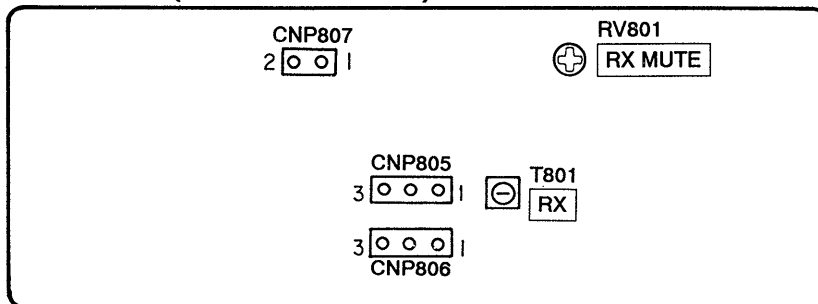 CNP807
2 1
RV801
RX MUTE
CNP805
3 1
T801
RX
3 1
CNP806